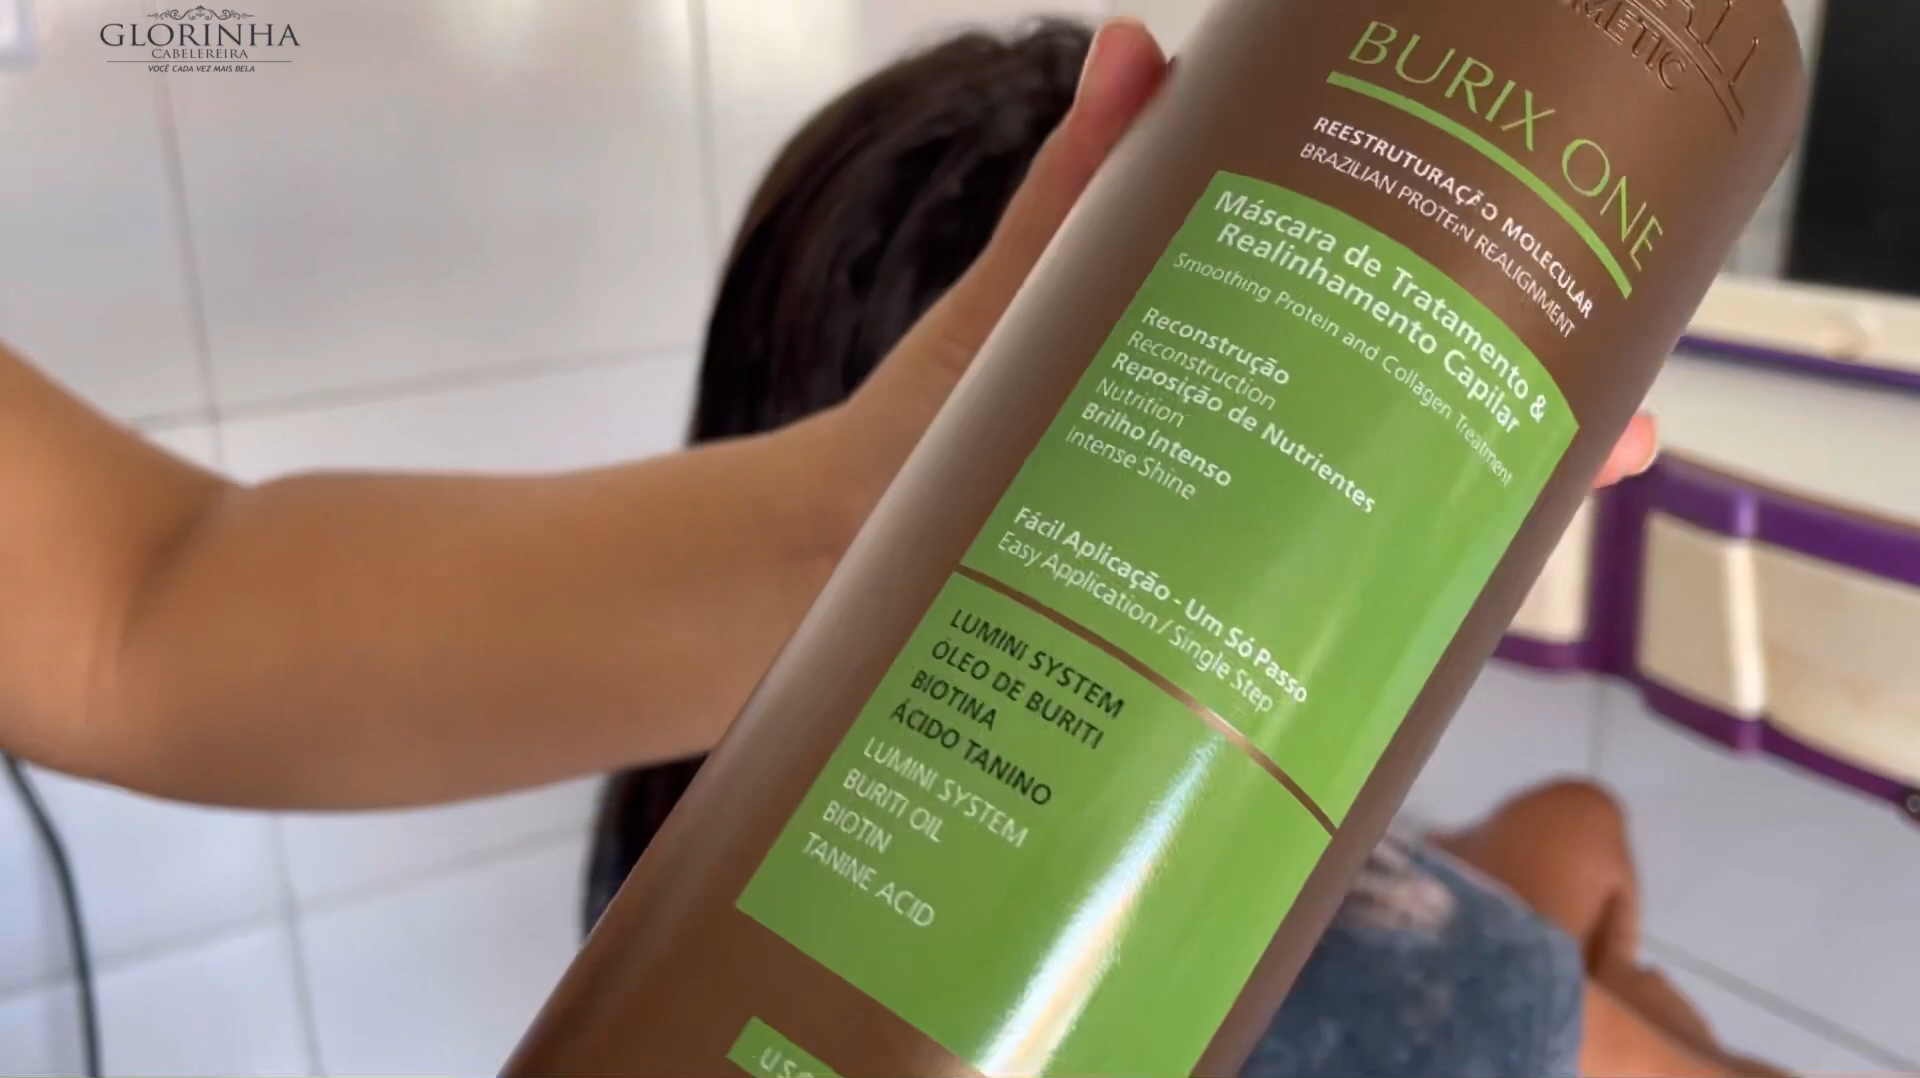 GLORINHA
CABELEREIRA
VOCÊ CADA VEZ MAIS BELA
BURIX ONE
REESTRUTURAÇÃO MOLECULAR
BRAZILIAN PROTEIN REALIGNMENT
Máscara de Tratamento &
Realinhamento Capilar
Smoothing Protein and Collagen Treatment
Reconstrução
Reconstruction
Reposição de Nutrientes
Nutrition
Brilho Intenso
Intense Shine
Fácil Aplicação - Um Só Passo
Easy Application / Single Step
LUMINI SYSTEM
ÓLEO DE BURITI
BIOTINA
ÁCIDO TANINO
LUMINI SYSTEM
BURITI OIL
BIOTIN
TANINE ACID